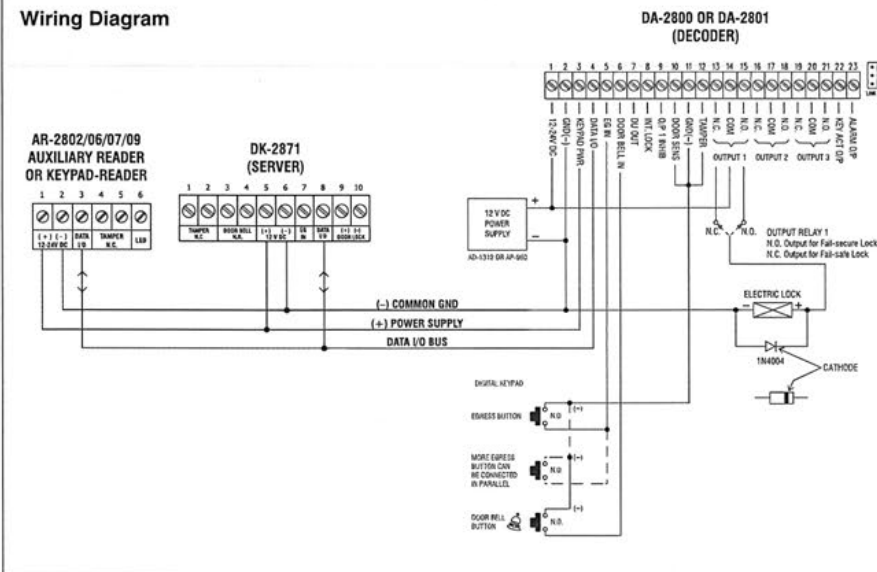 Wiring Diagram
DA-2800 OR DA-2801
(DECODER)
1 2 3 4 5 6 7 8 9 10 11 12 13 14 15 16 17 18 19 20 21 22 23
LINK
12-24V DC
GND(-)
KEYPAD PWR
DATA I/O
EG IN
DOOR BELL IN
DU OUT
INT. LOCK
O/P 1 INHIB
DOOR SENS
GND(-)
TAMPER
N.C.
COM
N.O.
N.C.
COM
N.O.
N.C.
COM
N.O.
KEY ACT O/P
ALARM O/P
OUTPUT 1 OUTPUT 2 OUTPUT 3
AR-2802/06/07/09
AUXILIARY READER
OR KEYPAD-READER
1 2 3 4 5 6
(+) (-) DATA TAMPER LED
12-24V DC I/O N.C.
DK-2871
(SERVER)
1 2 3 4 5 6 7 8 9 10
TAMPER DOOR BELL (+) (-) EG DATA (+) (-)
N.C N.O. 12 V DC IN I/O DOOR LOCK
12 V DC
POWER
SUPPLY
+
−
N.C. N.O.
OUTPUT RELAY 1
N.O. Output for Fail-secure Lock
N.C. Output for Fail-safe Lock
ELECTRIC LOCK
− +
1N4004
CATHODE
(−) COMMON GND
(+) POWER SUPPLY
DATA I/O BUS
DIGITAL KEYPAD
EGRESS BUTTON N.O. (−)
MORE EGRESS
BUTTON CAN
BE CONNECTED
IN PARALLEL
N.O. (−)
DOOR BELL
BUTTON
N.O. (−)